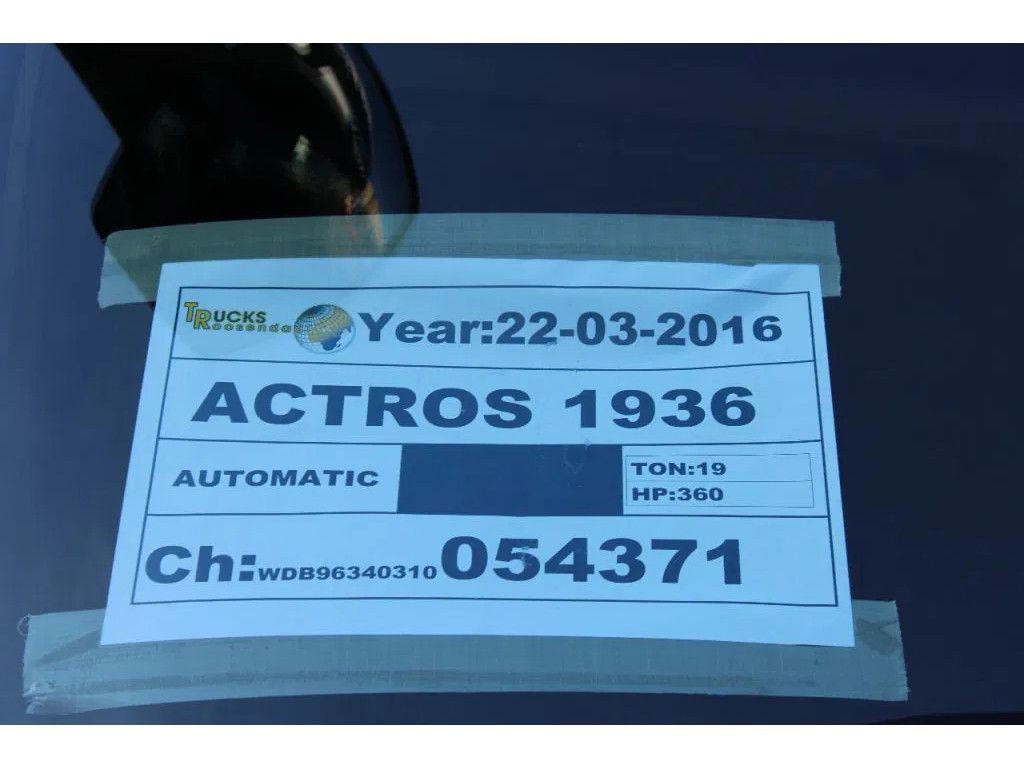 TRUCKS
Roosendaal
Year:22-03-2016
ACTROS 1936
AUTOMATIC
TON:19
HP:360
Ch:WDB96340310054371